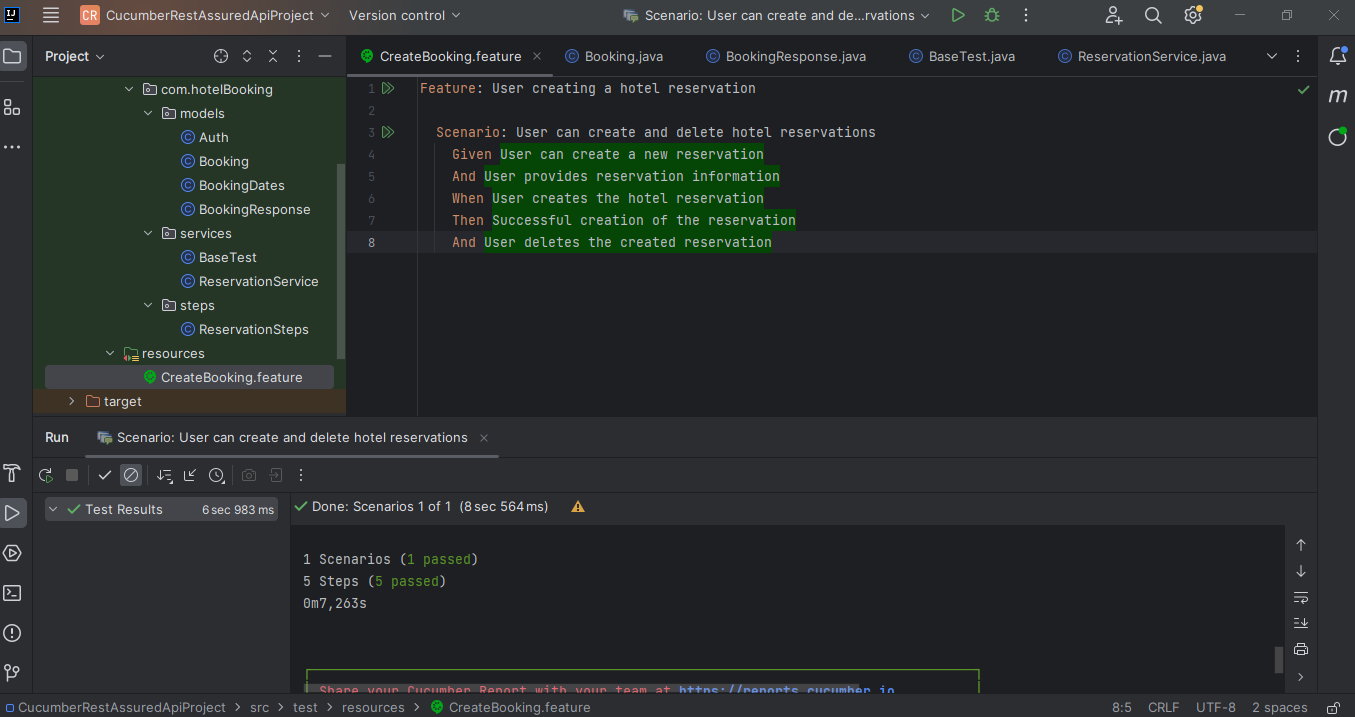 CR CucumberRestAssuredApiProject Version control Scenario: User can create and de...rvations
Project
CreateBooking.feature Booking.java BookingResponse.java BaseTest.java ReservationService.java
com.hotelBooking
models
Auth
Booking
BookingDates
BookingResponse
services
BaseTest
ReservationService
steps
ReservationSteps
resources
CreateBooking.feature
target
1 Feature: User creating a hotel reservation
2
3 Scenario: User can create and delete hotel reservations
4 Given User can create a new reservation
5 And User provides reservation information
6 When User creates the hotel reservation
7 Then Successful creation of the reservation
8 And User deletes the created reservation
m
Run Scenario: User can create and delete hotel reservations
Test Results 6 sec 983 ms
Done: Scenarios 1 of 1 (8 sec 564 ms)
1 Scenarios (1 passed)
5 Steps (5 passed)
0m7,263s
Share your Cucumber Report with your team at https://reports.cucumber.io
CucumberRestAssuredApiProject > src > test > resources > CreateBooking.feature 8:5 CRLF UTF-8 2 spaces